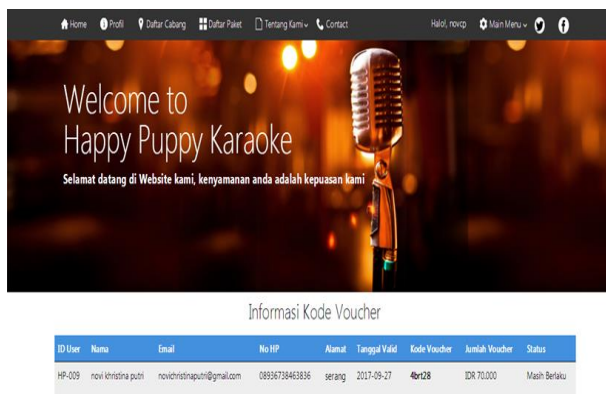 Home Profil Daftar Cabang Daftar Paket Tentang Kami Contact Halo!, novcp Main Menu
Welcome to
Happy Puppy Karaoke
Selamat datang di Website kami, kenyamanan anda adalah kepuasan kami
Informasi Kode Voucher
ID User Nama Email No HP Alamat Tanggal Valid Kode Voucher Jumlah Voucher Status
HP-009 novi khristina putri novichristinaputri@gmail.com 08936738463836 serang 2017-09-27 4brt28 IDR 70.000 Masih Berlaku